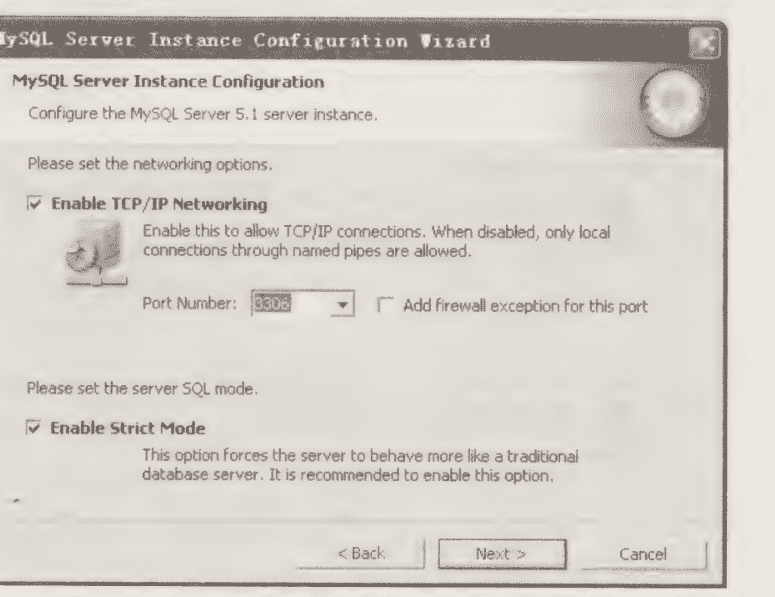 MySQL Server Instance Configuration Wizard
MySQL Server Instance Configuration
Configure the MySQL Server 5.1 server instance.
Please set the networking options.
Enable TCP/IP Networking
Enable this to allow TCP/IP connections. When disabled, only local
connections through named pipes are allowed.
Port Number: 3306 Add firewall exception for this port
Please set the server SQL mode.
Enable Strict Mode
This option forces the server to behave more like a traditional
database server. It is recommended to enable this option.
< Back Next > Cancel